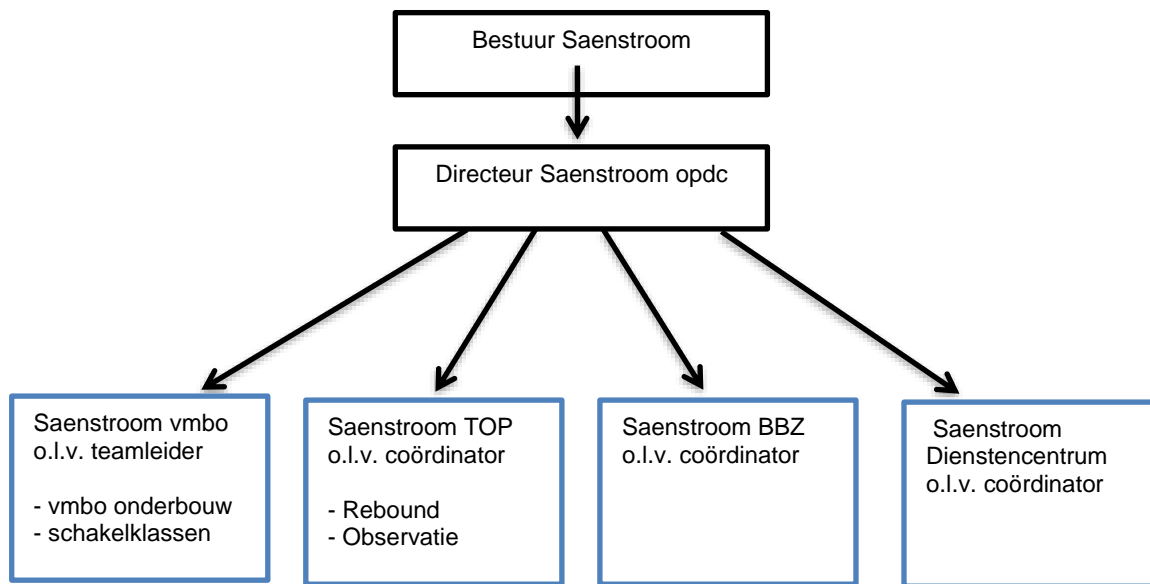 Bestuur Saenstroom
Directeur Saenstroom opdc
Saenstroom vmbo
o.l.v. teamleider
- vmbo onderbouw
- schakelklassen
Saenstroom TOP
o.l.v. coördinator
- Rebound
- Observatie
Saenstroom BBZ
o.l.v. coördinator
Saenstroom
Dienstencentrum
o.l.v. coördinator